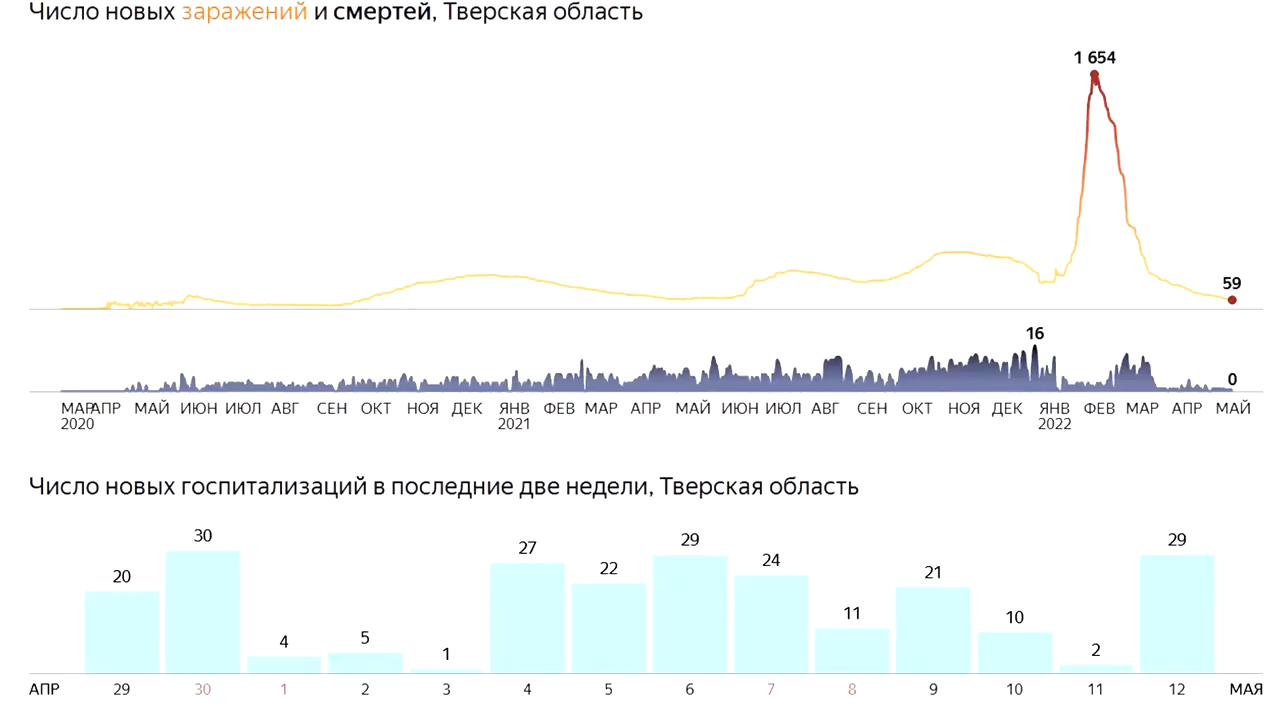 Число новых заражений и смертей, Тверская область
1 654
59
16
0
МАР АПР МАЙ ИЮН ИЮЛ АВГ СЕН ОКТ НОЯ ДЕК ЯНВ ФЕВ МАР АПР МАЙ ИЮН ИЮЛ АВГ СЕН ОКТ НОЯ ДЕК ЯНВ ФЕВ МАР АПР МАЙ
2020 2021 2022
Число новых госпитализаций в последние две недели, Тверская область
20 30 4 5 1 27 22 29 24 11 21 10 2 29
АПР 29 30 1 2 3 4 5 6 7 8 9 10 11 12 МАЯ